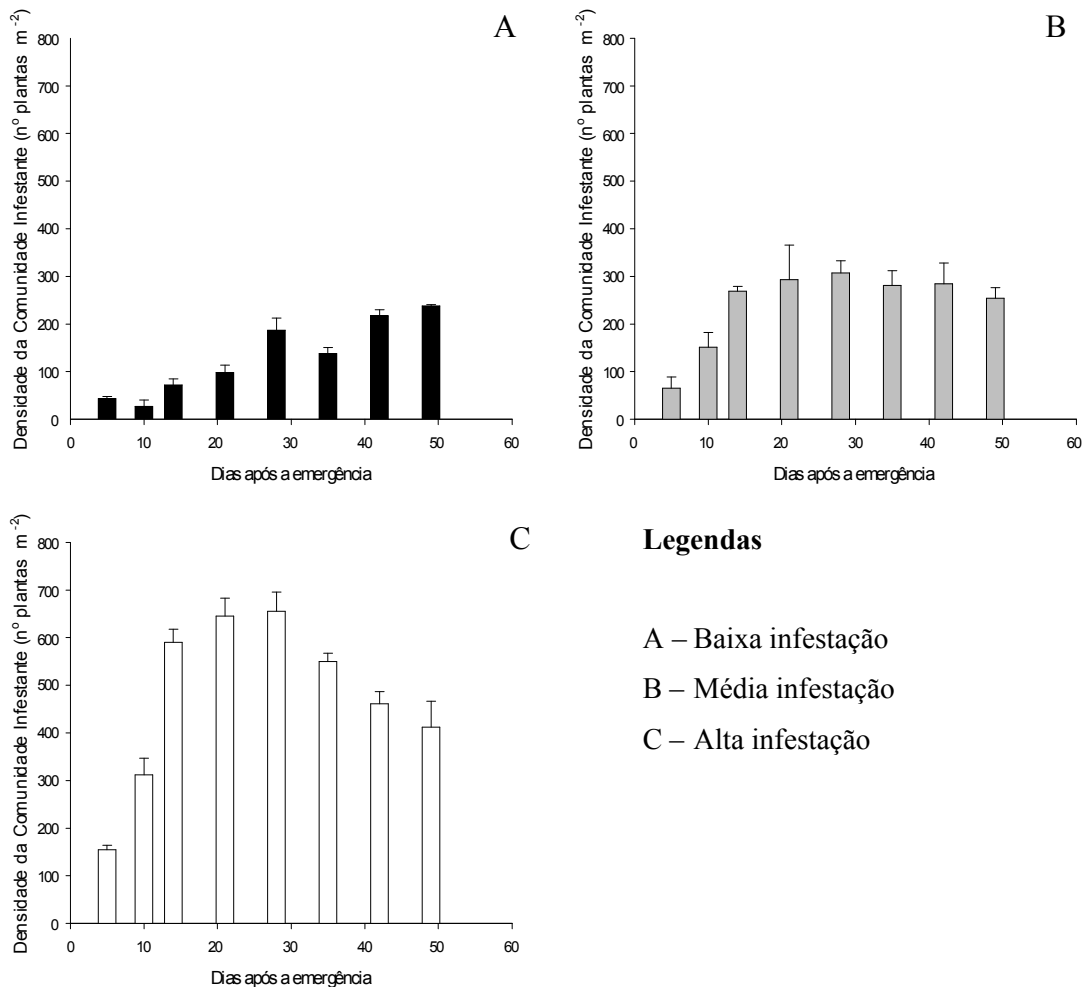 A
Densidade da Comunidade Infestante (nº plantas m-2)
800
700
600
500
400
300
200
100
0
0 10 20 30 40 50 60
Dias após a emergência
B
Densidade da Comunidade Infestante (nº plantas m-2)
800
700
600
500
400
300
200
100
0
0 10 20 30 40 50 60
Dias após a emergência
C
Densidade da Comunidade Infestante (nº plantas m-2)
800
700
600
500
400
300
200
100
0
0 10 20 30 40 50 60
Dias após a emergência
Legendas
A – Baixa infestação
B – Média infestação
C – Alta infestação